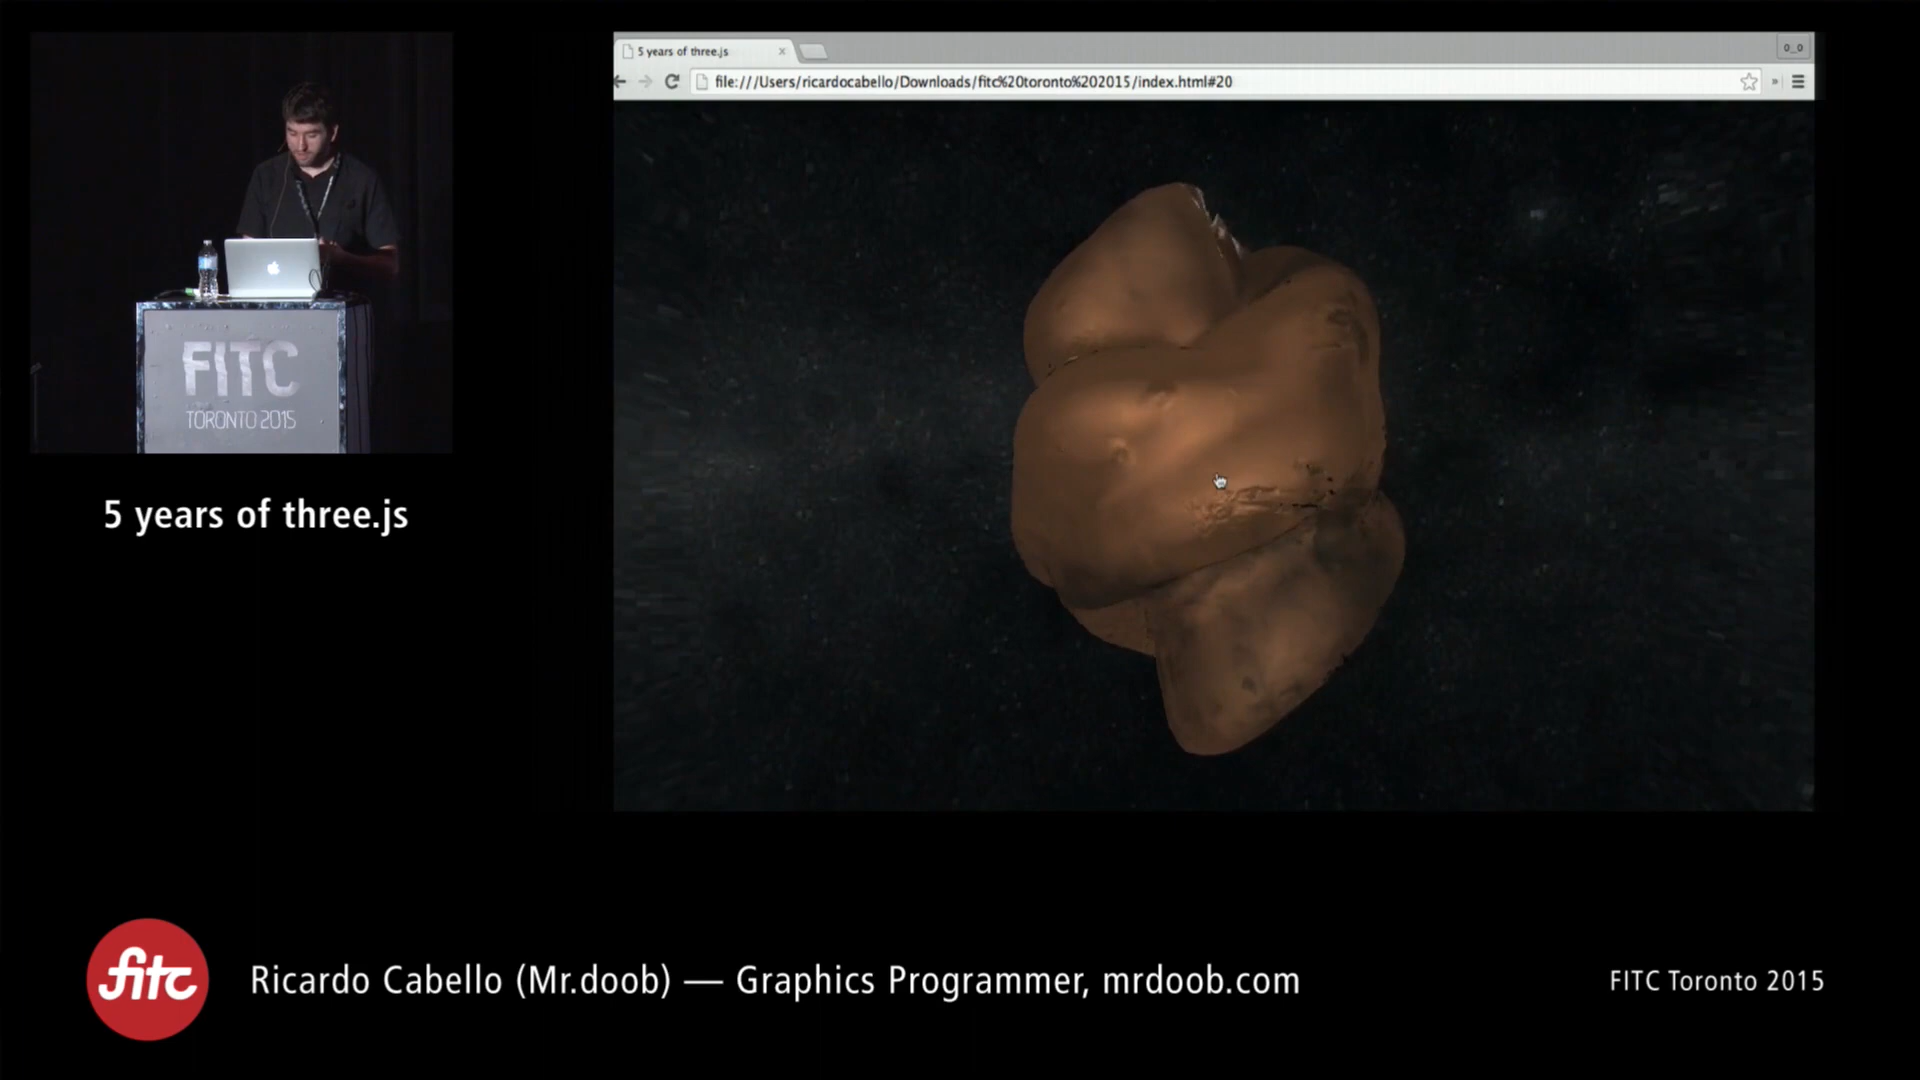 5 years of three.js
0_0
file:///Users/ricardocabello/Downloads/fitc%20toronto%202015/index.html#20
FITC
TORONTO 2015
5 years of three.js
fitc
Ricardo Cabello (Mr.doob) — Graphics Programmer, mrdoob.com
FITC Toronto 2015